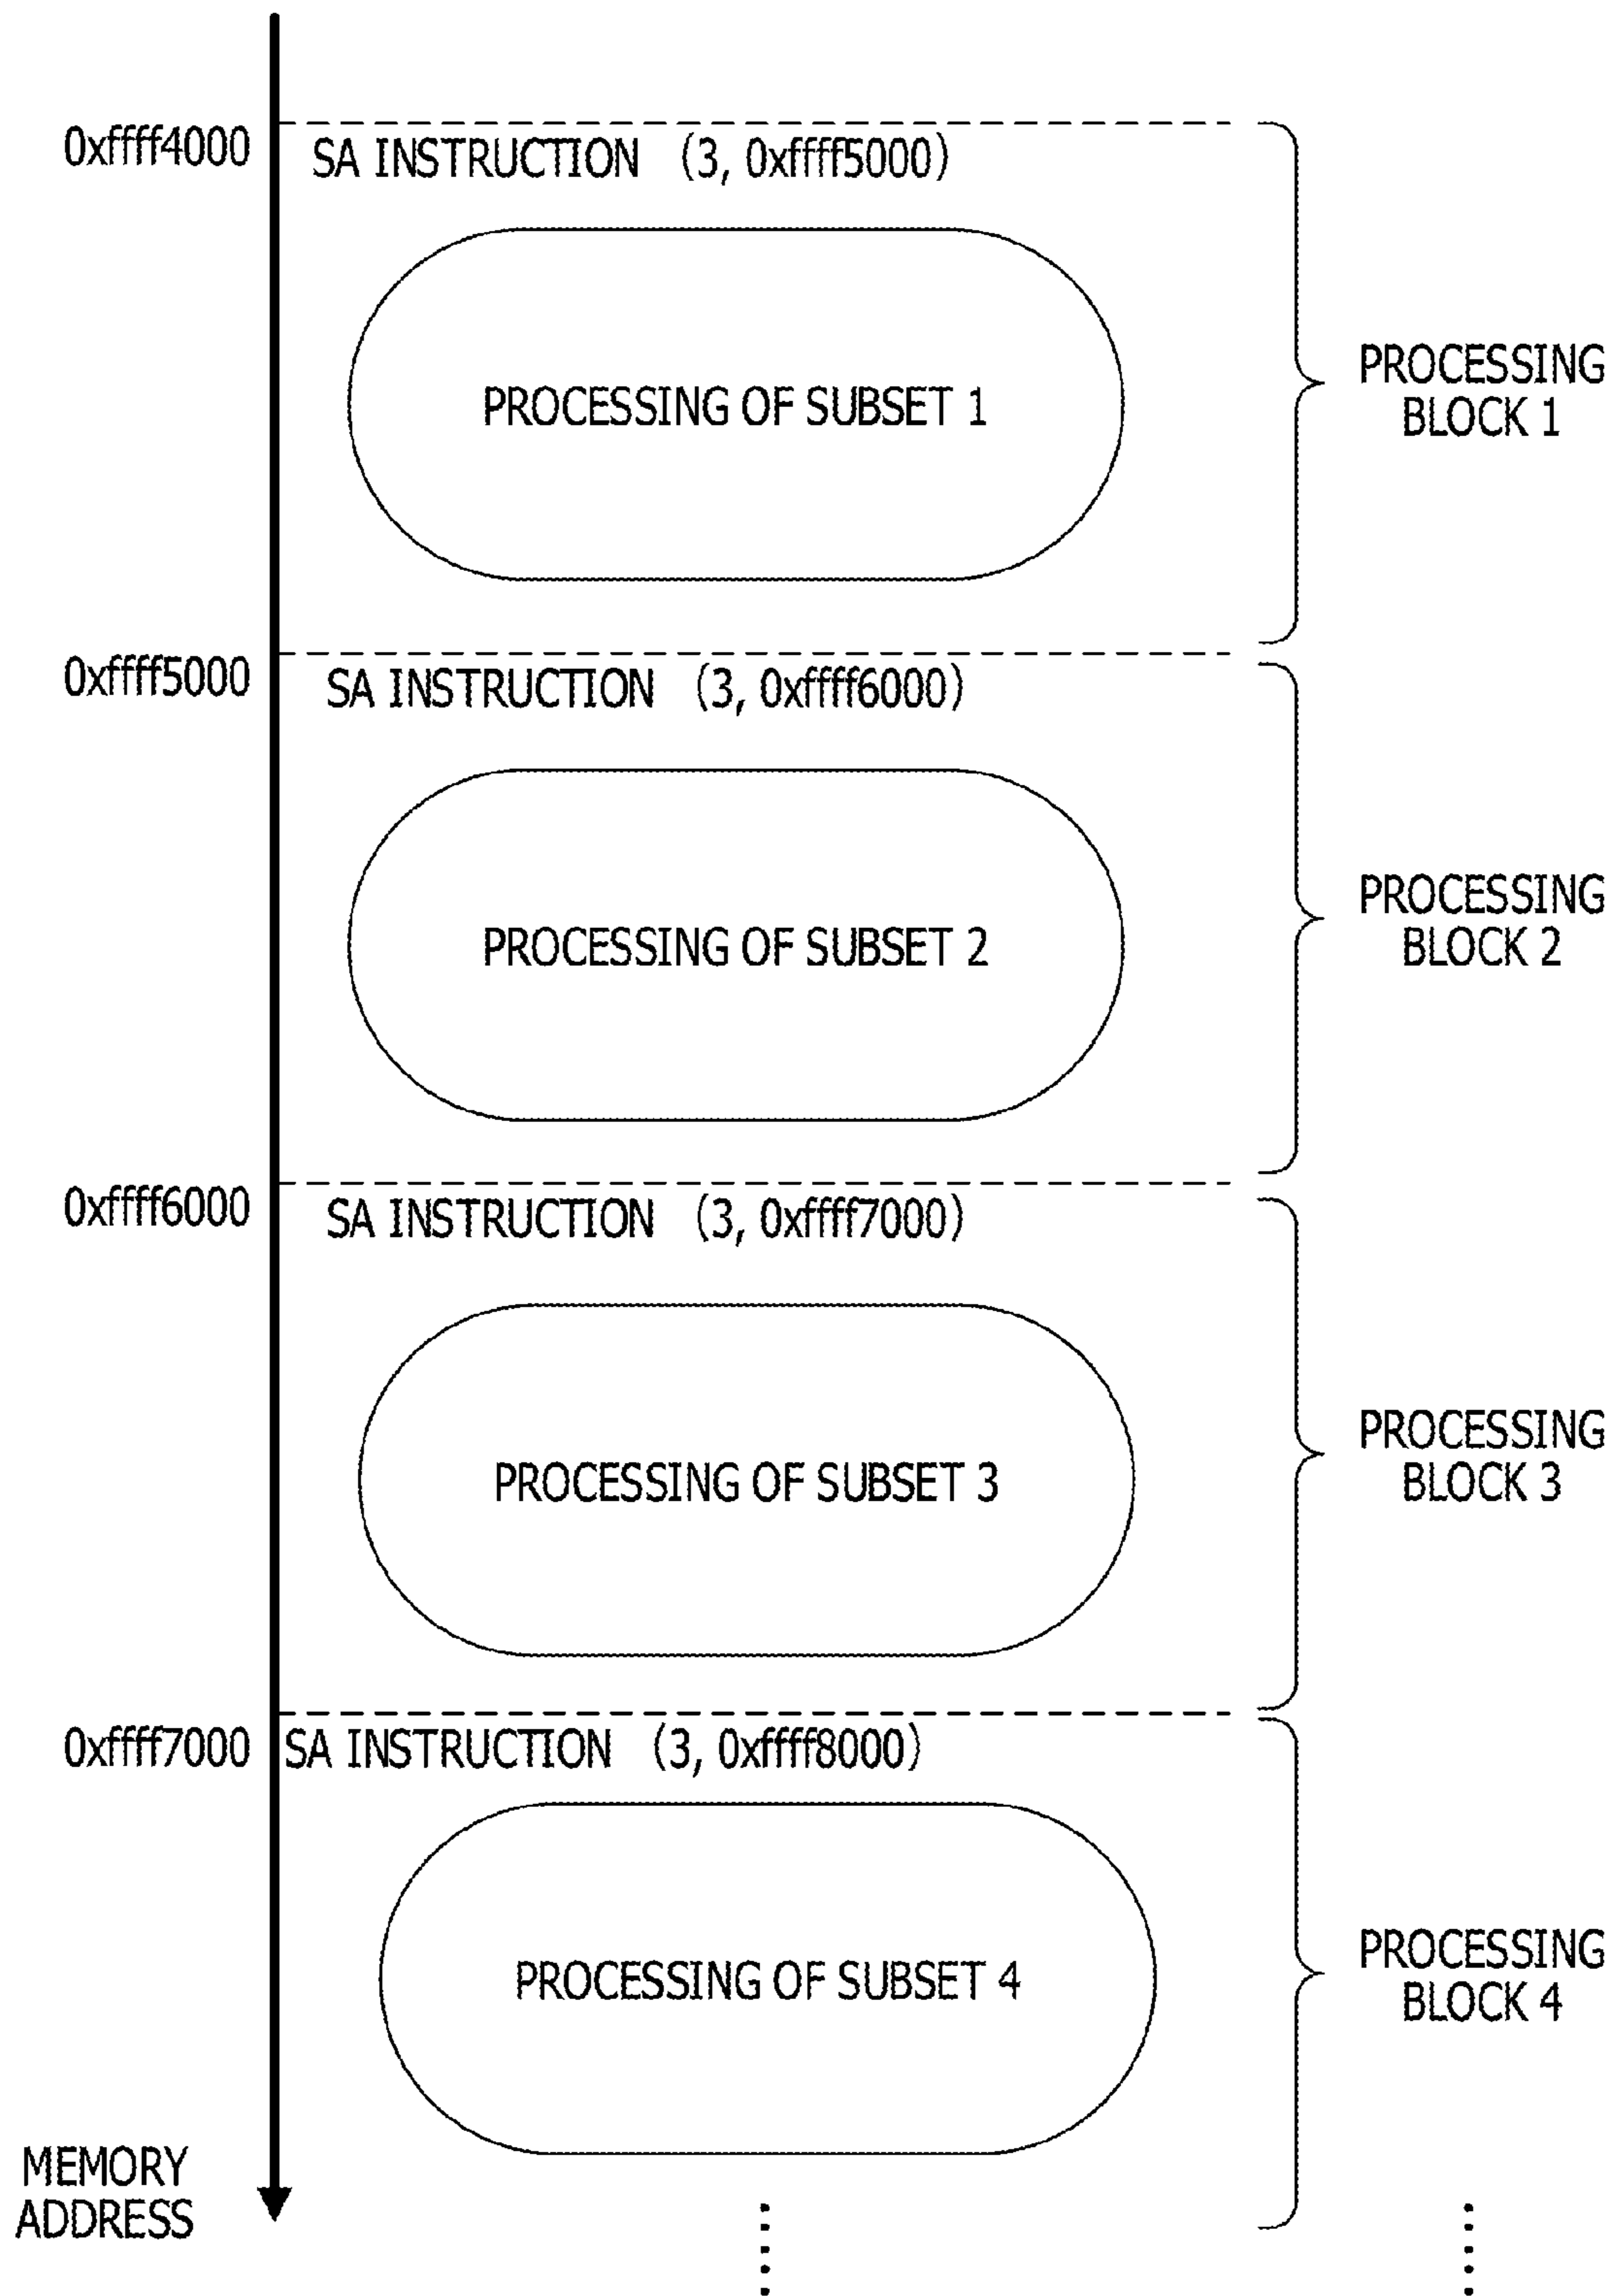 0xffff4000
SA INSTRUCTION (3, 0xffff5000)
PROCESSING OF SUBSET 1
PROCESSING
BLOCK 1
0xffff5000
SA INSTRUCTION (3, 0xffff6000)
PROCESSING OF SUBSET 2
PROCESSING
BLOCK 2
0xffff6000
SA INSTRUCTION (3, 0xffff7000)
PROCESSING OF SUBSET 3
PROCESSING
BLOCK 3
0xffff7000
SA INSTRUCTION (3, 0xffff8000)
PROCESSING OF SUBSET 4
PROCESSING
BLOCK 4
MEMORY
ADDRESS